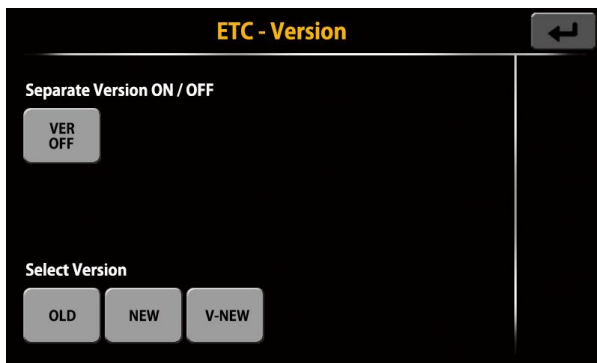 ETC - Version
Separate Version ON / OFF
VER
OFF
Select Version
OLD NEW V-NEW